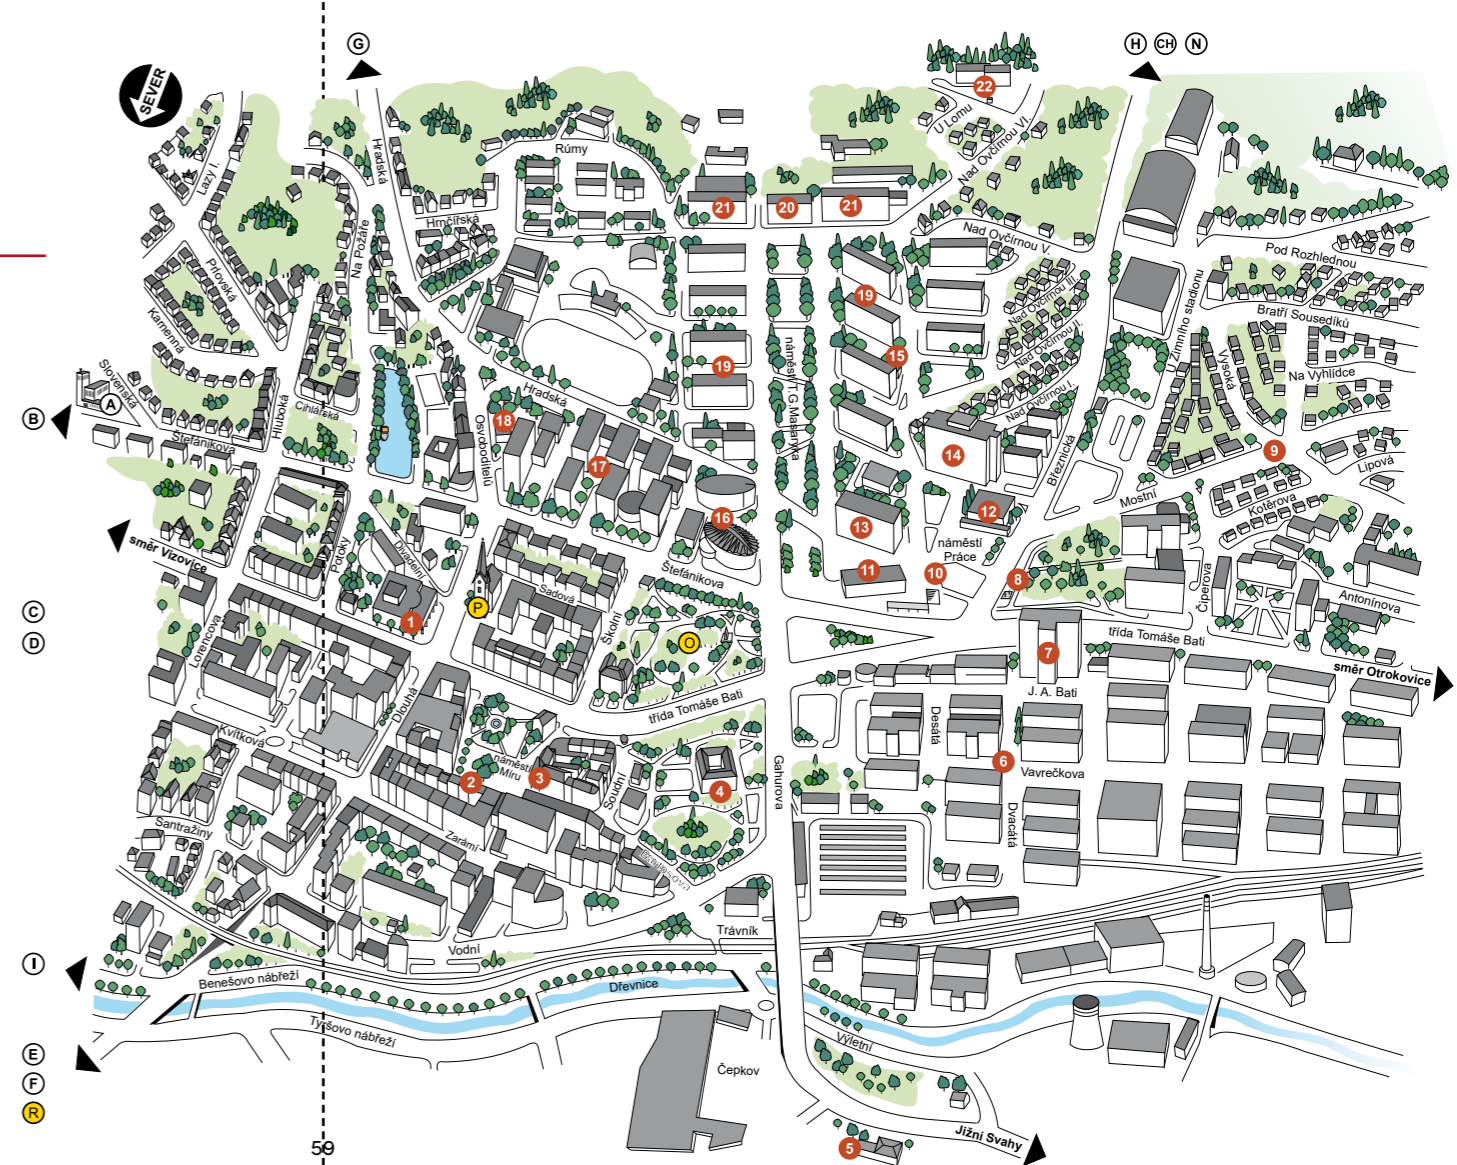 G
H CH N
SEVER
22
U Lomu
Nad Ovčírnou VI.
Lazy I.
Hradská
Růmy
21
20
21
Hrnčířská
Na Požáře
Nad Ovčírnou V.
Pod Rozhlednou
Prlovská
Kamenná
19
Nad Ovčírnou III.
U Zimního stadionu
Bratří Sousedíků
Nad Ovčírnou II.
15
19
náměstí T.G.Masaryka
Vysoká
Na Vyhlídce
Slovenská
A
B
Cihlářská
Hluboká
Hradská
Nad Ovčírnou I.
18
Osvoboditelů
Štefánikova
17
14
Březnická
9
Lipová
Mostní
Kotěrova
16
13
12
směr Vizovice
Potoky
Divadelní
náměstí
Práce
Štefánikova
11
10
8
Čiperova
Antonínova
C
D
P
Sadová
Školní
1
Lorencova
O
třída Tomáše Bati
7
směr Otrokovice
J. A. Bati
Dlouhá
třída Tomáše Bati
Desátá
Kvítková
náměstí
Míru
2
3
Soudní
4
Gahurova
6
Vavrečkova
Dvacátá
Santražiny
Zarámí
Trávník
Vodní
I
Benešovo nábřeží
Dřevnice
Tyršovo nábřeží
Výletní
E
F
R
Čepkov
Jižní Svahy
5
59